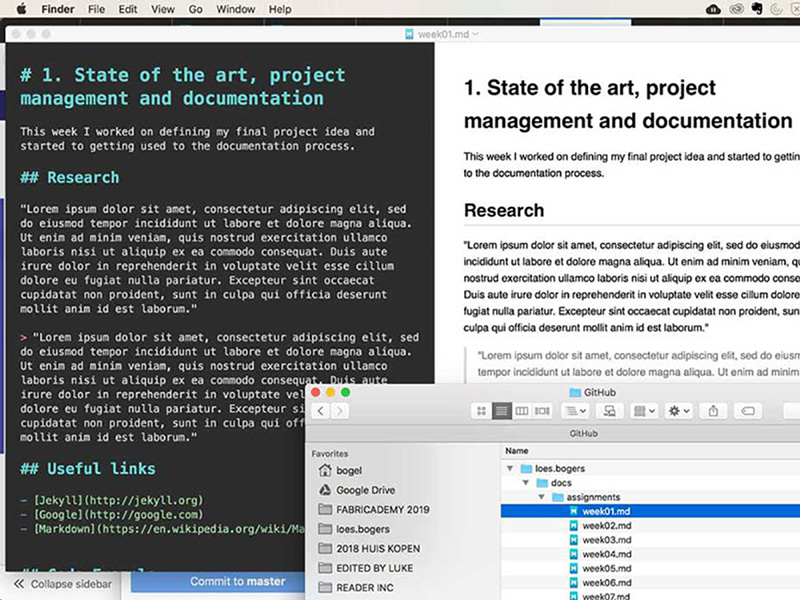 Finder File Edit View Go Window Help
week01.md
# 1. State of the art, project
management and documentation
This week I worked on defining my final project idea and
started to getting used to the documentation process.
## Research
"Lorem ipsum dolor sit amet, consectetur adipiscing elit, sed
do eiusmod tempor incididunt ut labore et dolore magna aliqua.
Ut enim ad minim veniam, quis nostrud exercitation ullamco
laboris nisi ut aliquip ex ea commodo consequat. Duis aute
irure dolor in reprehenderit in voluptate velit esse cillum
dolore eu fugiat nulla pariatur. Excepteur sint occaecat
cupidatat non proident, sunt in culpa qui officia deserunt
mollit anim id est laborum."
> "Lorem ipsum dolor sit amet, consectetur adipiscing elit, sed
do eiusmod tempor incididunt ut labore et dolore magna aliqua.
Ut enim ad minim veniam, quis nostrud exercitation ullamco
laboris nisi ut aliquip ex ea commodo consequat. Duis aute
irure dolor in reprehenderit in voluptate vel
dolore eu fugiat nulla pariatur. Excepteur si
cupidatat non proident, sunt in culpa qui off
mollit anim id est laborum."
## Useful links
- [Jekyll](http://jekyll.org)
- [Google](http://google.com)
- [Markdown](https://en.wikipedia.org/wiki/Ma
Collapse sidebar
Commit to master
1. State of the art, project
management and documentation
This week I worked on defining my final project idea and started to getting
to the documentation process.
Research
"Lorem ipsum dolor sit amet, consectetur adipiscing elit, sed do eiusmod
incididunt ut labore et dolore magna aliqua. Ut enim ad minim veniam, qu
nostrud exercitation ullamco laboris nisi ut aliquip ex ea commodo conse
Duis aute irure dolor in reprehenderit in voluptate velit esse cillum dolore
fugiat nulla pariatur. Excepteur sint occaecat cupidatat non proident, sunt
culpa qui officia deserunt mollit anim id est laborum."
"Lorem ipsum dolor sit amet, consectetur adipiscing elit, sed do eiusm
tempor incididunt ut labore et dolore magna aliqua. Ut enim ad minim
GitHub
GitHub
Favorites
bogel
Google Drive
FABRICADEMY 2019
loes.bogers
2018 HUIS KOPEN
EDITED BY LUKE
READER INC
Name
loes.bogers
docs
assignments
week01.md
week02.md
week03.md
week04.md
week05.md
week06.md
week07.md